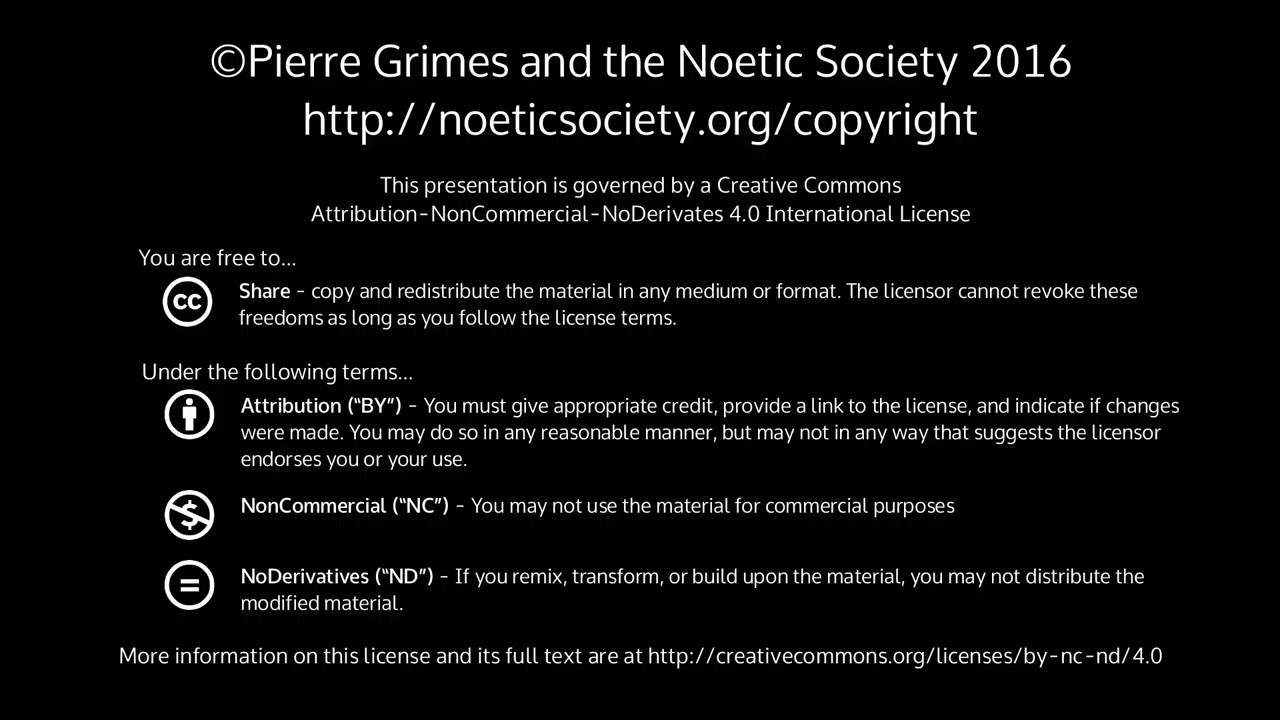 ©Pierre Grimes and the Noetic Society 2016
http://noeticsociety.org/copyright
This presentation is governed by a Creative Commons
Attribution-NonCommercial-NoDerivates 4.0 International License
You are free to...
cc
Share - copy and redistribute the material in any medium or format. The licensor cannot revoke these
freedoms as long as you follow the license terms.
Under the following terms...
Attribution (“BY”) - You must give appropriate credit, provide a link to the license, and indicate if changes
were made. You may do so in any reasonable manner, but may not in any way that suggests the licensor
endorses you or your use.
$
NonCommercial (“NC”) - You may not use the material for commercial purposes
=
NoDerivatives (“ND”) - If you remix, transform, or build upon the material, you may not distribute the
modified material.
More information on this license and its full text are at http://creativecommons.org/licenses/by-nc-nd/4.0